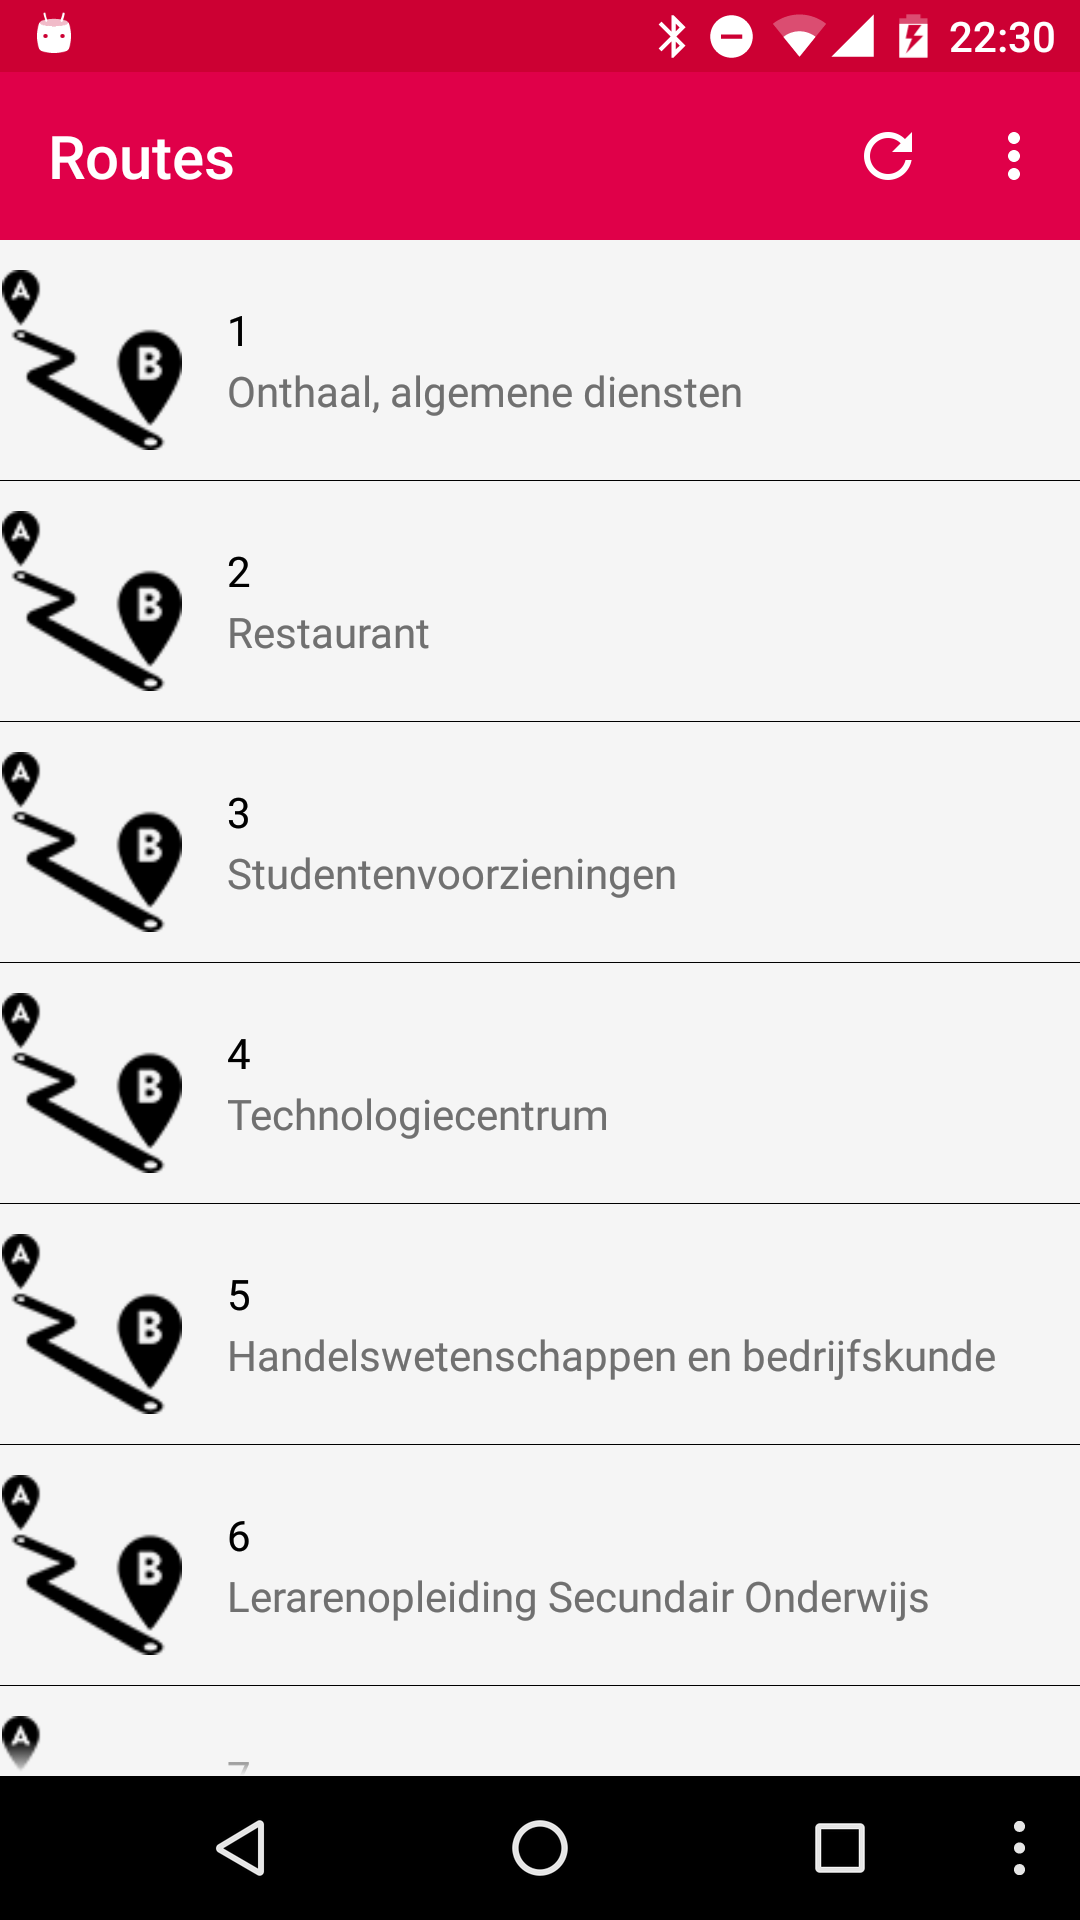 22:30
Routes
A
B
1
Onthaal, algemene diensten
A
B
2
Restaurant
A
B
3
Studentenvoorzieningen
A
B
4
Technologiecentrum
A
B
5
Handelswetenschappen en bedrijfskunde
A
B
6
Lerarenopleiding Secundair Onderwijs
A
7